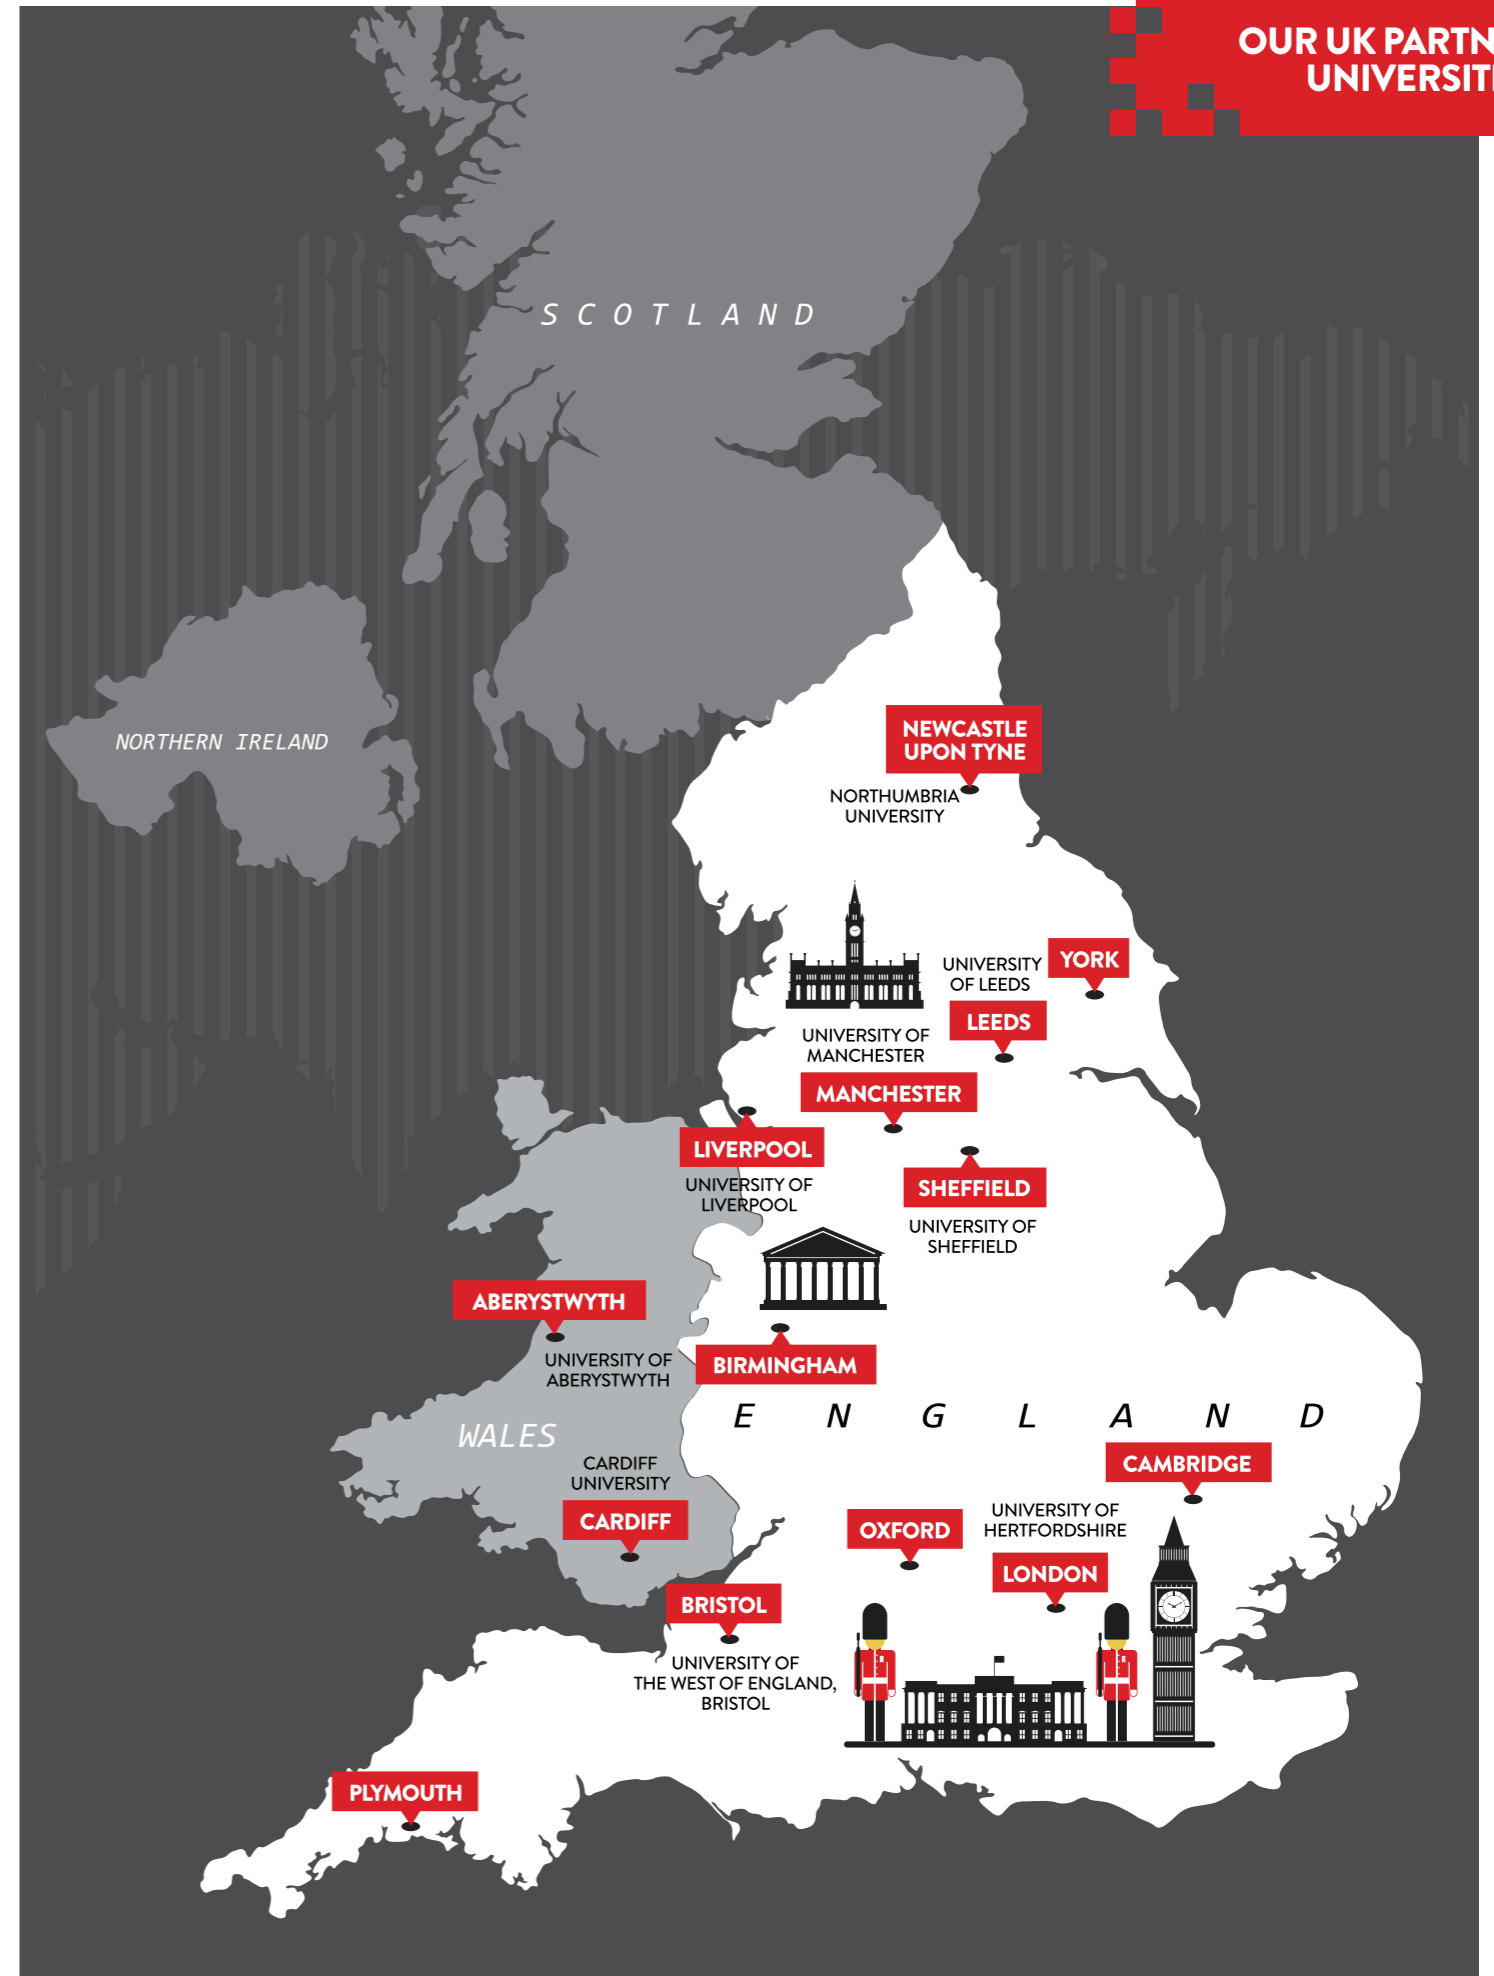 OUR UK PARTN
UNIVERSIT
SCOTLAND
NORTHERN IRELAND
NEWCASTLE
UPON TYNE
NORTHUMBRIA
UNIVERSITY
YORK
UNIVERSITY
OF LEEDS
LEEDS
UNIVERSITY OF
MANCHESTER
MANCHESTER
LIVERPOOL
UNIVERSITY OF
LIVERPOOL
SHEFFIELD
UNIVERSITY OF
SHEFFIELD
ABERYSTWYTH
UNIVERSITY OF
ABERYSTWYTH
BIRMINGHAM
ENGLAND
WALES
CARDIFF
UNIVERSITY
CARDIFF
CAMBRIDGE
OXFORD
UNIVERSITY OF
HERTFORDSHIRE
LONDON
BRISTOL
UNIVERSITY OF
THE WEST OF ENGLAND,
BRISTOL
PLYMOUTH